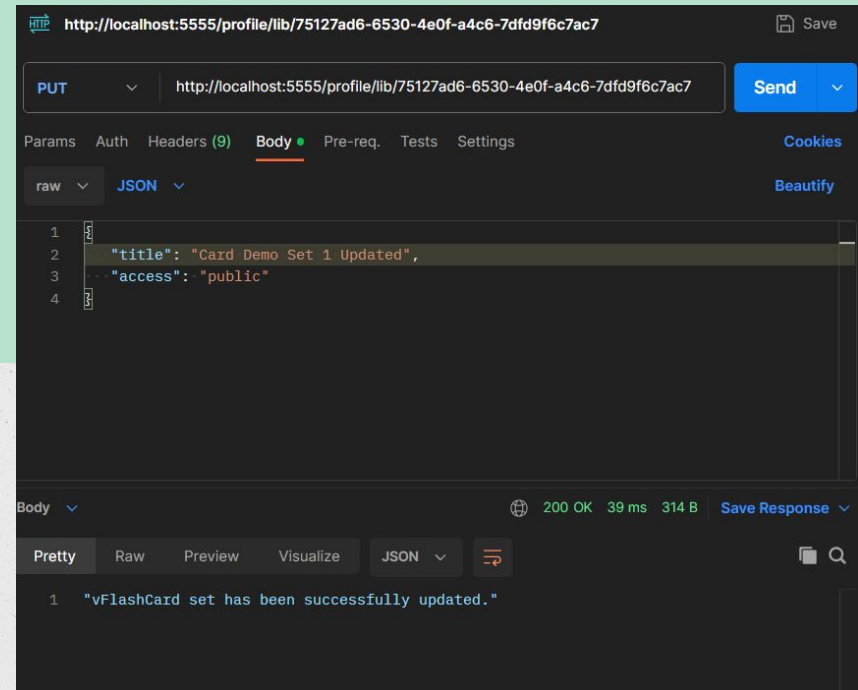 HTTP http://localhost:5555/profile/lib/75127ad6-6530-4e0f-a4c6-7dfd9f6c7ac7 Save
PUT http://localhost:5555/profile/lib/75127ad6-6530-4e0f-a4c6-7dfd9f6c7ac7 Send
Params Auth Headers (9) Body Pre-req. Tests Settings Cookies
raw JSON Beautify
1 {
2 "title": "Card Demo Set 1 Updated",
3 "access": "public"
4 }
Body 200 OK 39 ms 314 B Save Response
Pretty Raw Preview Visualize JSON
1 "vFlashCard set has been successfully updated."